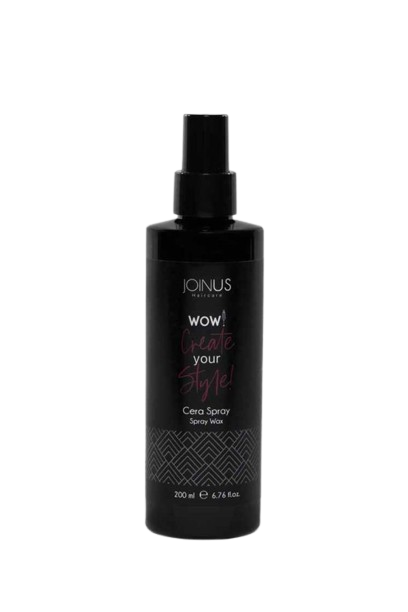 JOINUS
Haircare
WOW!
Create
your
Style!
Cera Spray
Spray Wax
200 ml ℮ 6.76 fl.oz.